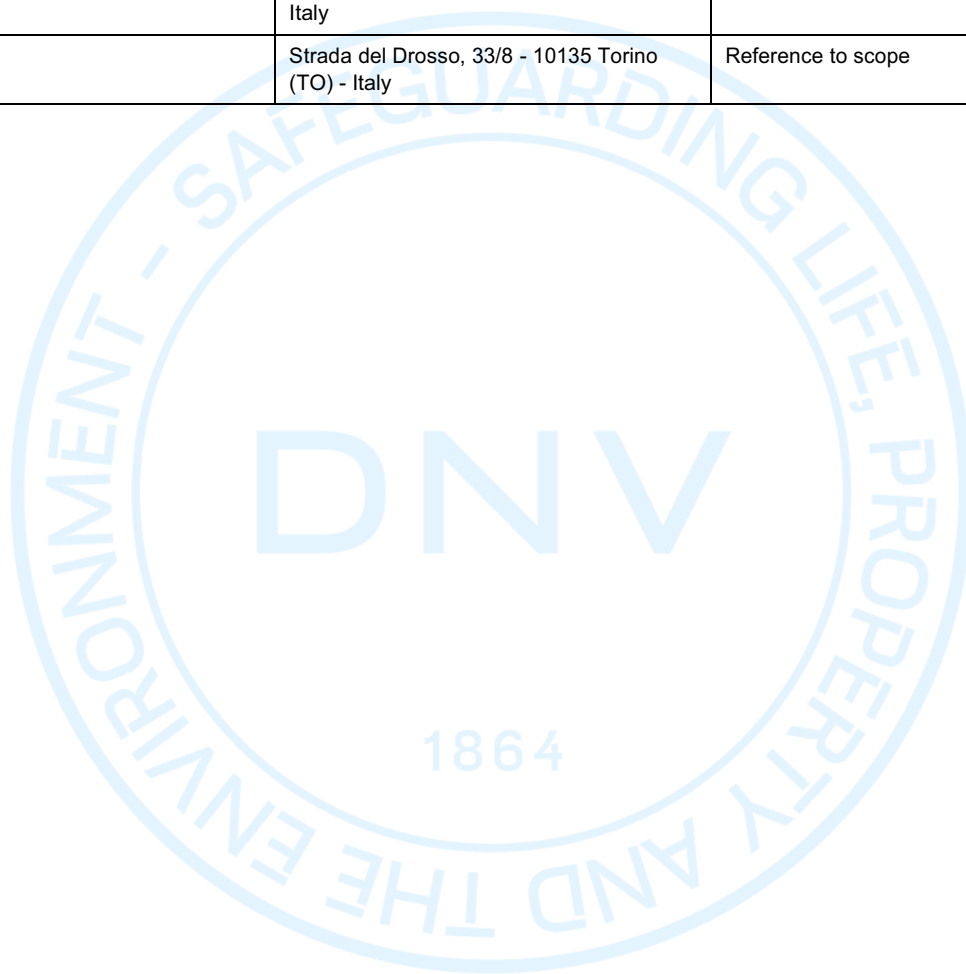 Italy
Strada del Drosso, 33/8 - 10135 Torino Reference to scope
(TO) - Italy
SAFEGUARDING LIFE, PROPERTY AND THE ENVIRONMENT -
DNV
1864